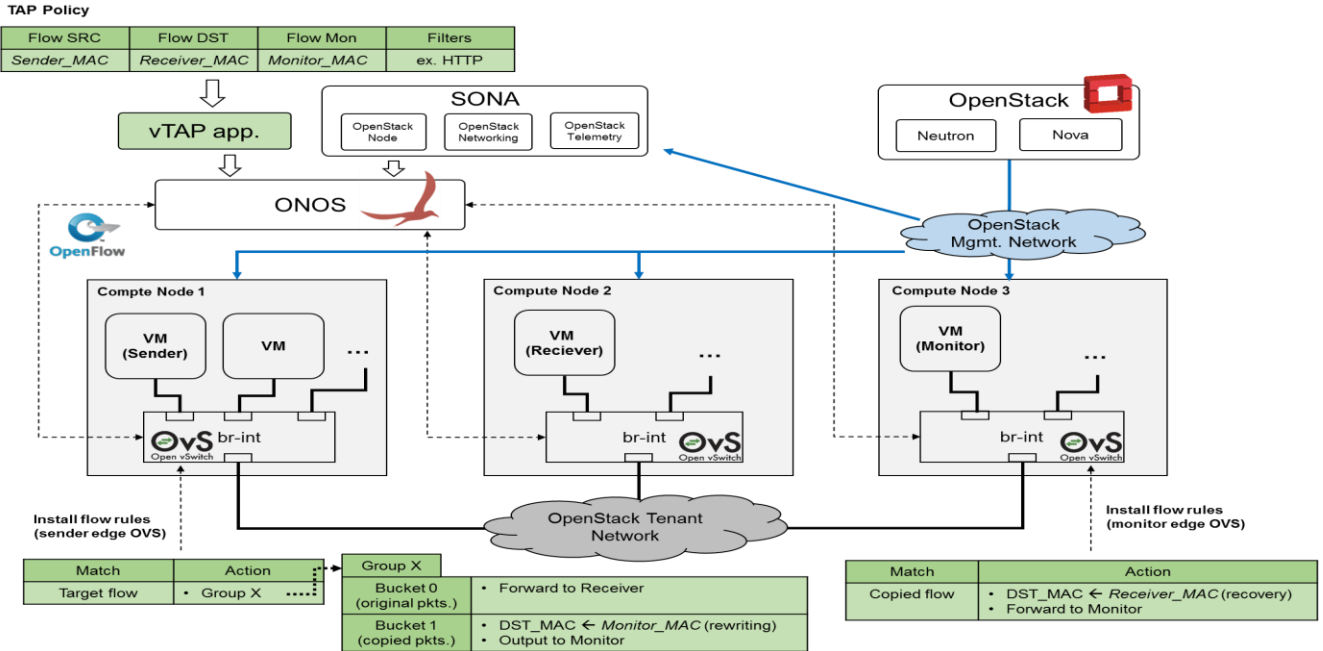 TAP Policy
Flow SRC Flow DST Flow Mon Filters
Sender_MAC Receiver_MAC Monitor_MAC ex. HTTP
vTAP app.
SONA
OpenStack
Node
OpenStack
Networking
OpenStack
Telemetry
OpenStack
Neutron Nova
ONOS
OpenFlow
OpenStack
Mgmt. Network
Compte Node 1
VM
(Sender)
VM
...
OvS
Open vSwitch
br-int
Compute Node 2
VM
(Reciever)
...
br-int
OvS
Open vSwitch
Compute Node 3
VM
(Monitor)
...
br-int
OvS
Open vSwitch
OpenStack Tenant
Network
Install flow rules
(sender edge OVS)
Install flow rules
(monitor edge OVS)
Match Action
Target flow • Group X
Group X
Bucket 0
(original pkts.)
• Forward to Receiver
Bucket 1
(copied pkts.)
• DST_MAC ← Monitor_MAC (rewriting)
• Output to Monitor
Match Action
Copied flow
• DST_MAC ← Receiver_MAC (recovery)
• Forward to Monitor